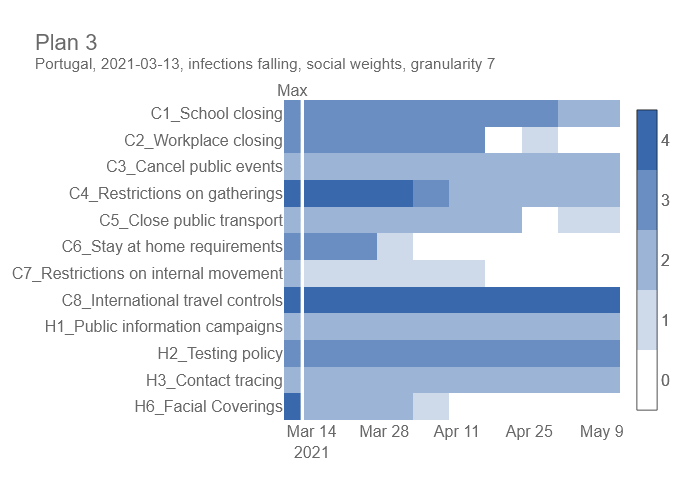 Plan 3
Portugal, 2021-03-13, infections falling, social weights, granularity 7
Max
C1_School closing
C2_Workplace closing
C3_Cancel public events
C4_Restrictions on gatherings
C5_Close public transport
C6_Stay at home requirements
C7_Restrictions on internal movement
C8_International travel controls
H1_Public information campaigns
H2_Testing policy
H3_Contact tracing
H6_Facial Coverings
Mar 14 Mar 28 Apr 11 Apr 25 May 9
2021
4
3
2
1
0